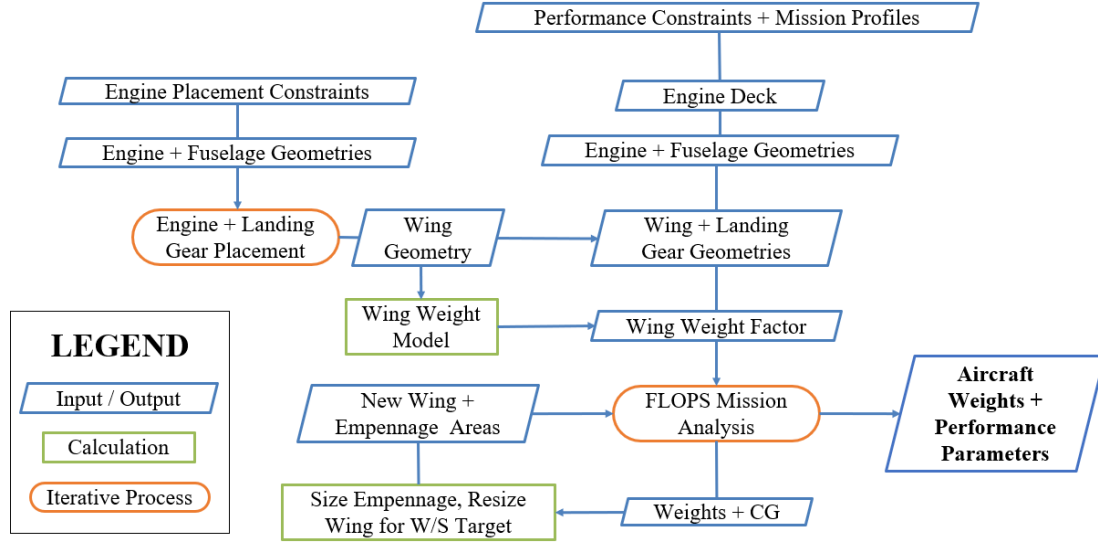 Performance Constraints + Mission Profiles
Engine Placement Constraints
Engine Deck
Engine + Fuselage Geometries
Engine + Fuselage Geometries
Engine + Landing
Gear Placement
Wing
Geometry
Wing + Landing
Gear Geometries
Wing Weight
Model
Wing Weight Factor
LEGEND
Input / Output
Calculation
Iterative Process
New Wing +
Empennage Areas
FLOPS Mission
Analysis
Aircraft
Weights +
Performance
Parameters
Size Empennage, Resize
Wing for W/S Target
Weights + CG